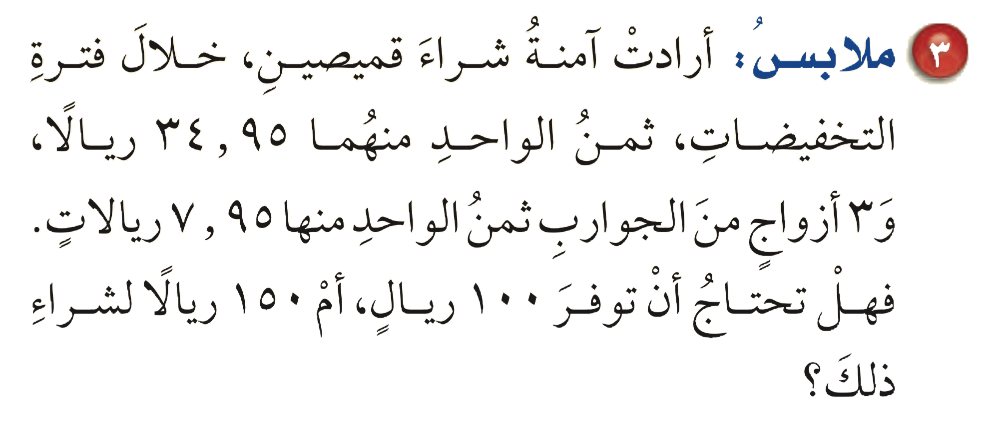 ٣ ملابسُ: أرادتْ آمنةُ شراءَ قميصينِ، خلالَ فترةِ
التخفيضاتِ، ثمنُ الواحدِ منهُما ٣٤,٩٥ ريالًا،
وَ٣ أزواجٍ منَ الجواربِ ثمنُ الواحدِ منها ٧,٩٥ ريالاتٍ.
فهلْ تحتاجُ أنْ توفرَ ١٠٠ ريالٍ، أمْ ١٥٠ ريالًا لشراءِ
ذلكَ؟